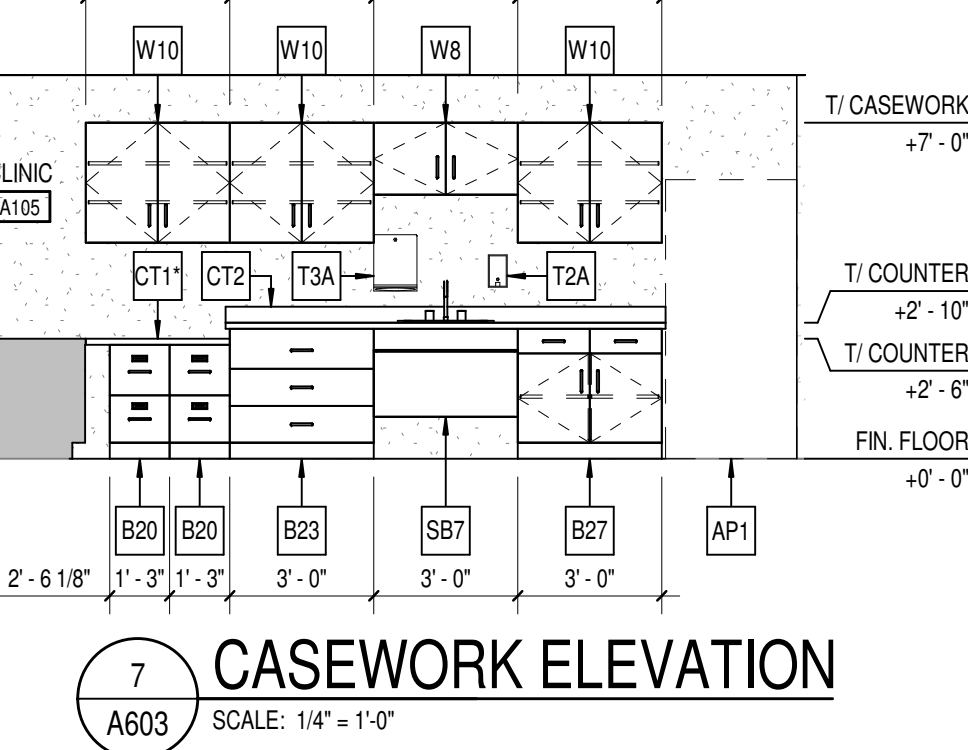 W10 W10 W8 W10
T/ CASEWORK
+7' - 0"
LINIC
A105
CT1* CT2 T3A T2A
T/ COUNTER
+2' - 10"
T/ COUNTER
+2' - 6"
FIN. FLOOR
+0' - 0"
B20 B20 B23 SB7 B27 AP1
2' - 6 1/8" 1' - 3" 1' - 3" 3' - 0" 3' - 0" 3' - 0"
7
A603
CASEWORK ELEVATION
SCALE: 1/4" = 1'-0"